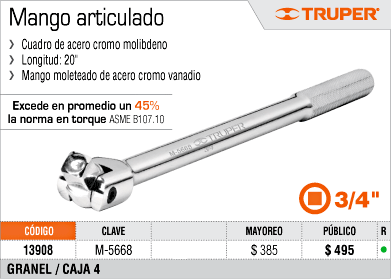 Mango articulado
TRUPER®
Cuadro de acero cromo molibdeno
Longitud: 20"
Mango moleteado de acero cromo vanadio
Excede en promedio un 45%
la norma en torque ASME B107.10
M-5668 TRUPER
3/4"
CÓDIGO CLAVE MAYOREO PÚBLICO R
13908 M-5668 $ 385 $ 495
GRANEL / CAJA 4